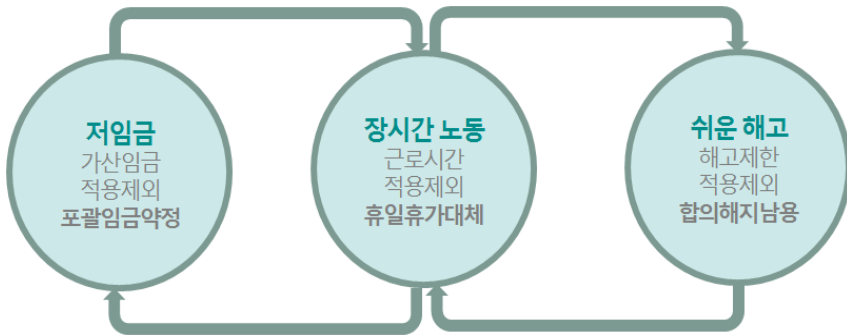 저임금
가산임금
적용제외
포괄임금약정
장시간 노동
근로시간
적용제외
휴일휴가대체
쉬운 해고
해고제한
적용제외
합의해지남용